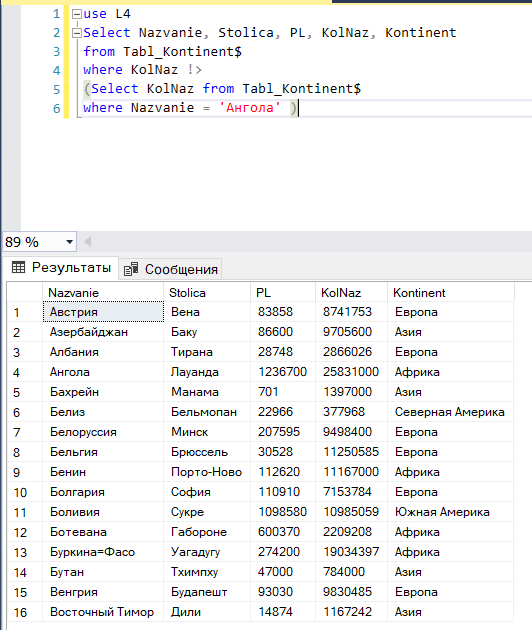 1 use L4
2 Select Nazvanie, Stolica, PL, KolNaz, Kontinent
3 from Tabl_Kontinent$
4 where KolNaz !>
5 (Select KolNaz from Tabl_Kontinent$
6 where Nazvanie = 'Ангола' )
89 %
Результаты Сообщения
Nazvanie Stolica PL KolNaz Kontinent
1 Австрия Вена 83858 8741753 Европа
2 Азербайджан Баку 86600 9705600 Азия
3 Албания Тирана 28748 2866026 Европа
4 Ангола Лауанда 1236700 25831000 Африка
5 Бахрейн Манама 701 1397000 Азия
6 Белиз Бельмопан 22966 377968 Северная Америка
7 Белоруссия Минск 207595 9498400 Европа
8 Бельгия Брюссель 30528 11250585 Европа
9 Бенин Порто-Ново 112620 11167000 Африка
10 Болгария София 110910 7153784 Европа
11 Боливия Сукре 1098580 10985059 Южная Америка
12 Ботевана Габороне 600370 2209208 Африка
13 Буркина=Фасо Уагадугу 274200 19034397 Африка
14 Бутан Тхимпху 47000 784000 Азия
15 Венгрия Будапешт 93030 9830485 Европа
16 Восточный Тимор Дили 14874 1167242 Азия